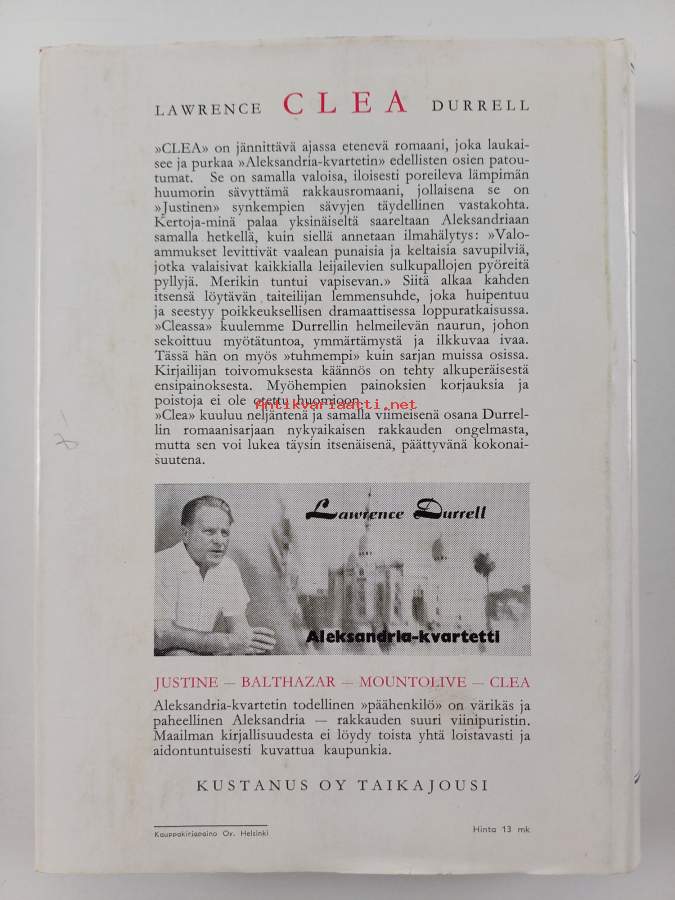 LAWRENCE CLEA DURRELL
»CLEA» on jännittävä ajassa etenevä romaani, joka laukai-
see ja purkaa »Aleksandria-kvartetin» edellisten osien patou-
tumat. Se on samalla valoisa, iloisesti poreileva lämpimän
huumorin sävyttämä rakkausromaani, jollaisena se on
»Justinen» synkempien sävyjen täydellinen vastakohta.
Kertoja-minä palaa yksinäiseltä saareltaan Aleksandriaan
samalla hetkellä, kuin siellä annetaan ilmahälytys: »Valo-
ammukset levittivät vaalean punaisia ja keltaisia savupilviä,
jotka valaisivat kaikkialla leijailevien sulkupallojen pyöreitä
pyllyjä. Merikin tuntui vapisevan.» Siitä alkaa kahden
itsensä löytävän taiteilijan lemmensuhde, joka huipentuu
ja seestyy poikkeuksellisen dramaattisessa loppuratkaisussa.
»Cleassa» kuulemme Durrellin helmeilevän naurun, johon
sekoittuu myötätuntoa, ymmärtämystä ja ilkkuvaa ivaa.
Tässä hän on myös »tuhmempi» kuin sarjan muissa osissa.
Kirjailijan toivomuksesta käännös on tehty alkuperäisestä
ensipainoksesta. Myöhempien painoksien korjauksia ja
poistoja ei ole otettu huomioon.
Antikvariaatti.net
»Clea» kuuluu neljäntenä ja samalla viimeisenä osana Durrel-
lin romaanisarjaan nykyaikaisen rakkauden ongelmasta,
mutta sen voi lukea täysin itsenäisenä, päättyvänä kokonai-
suutena.
Lawrence Durrell
Aleksandria-kvartetti
JUSTINE — BALTHAZAR — MOUNTOLIVE — CLEA
Aleksandria-kvartetin todellinen »päähenkilö» on värikäs ja
paheellinen Aleksandria — rakkauden suuri viinipuristin.
Maailman kirjallisuudesta ei löydy toista yhtä loistavasti ja
aidontuntuisesti kuvattua kaupunkia.
KUSTANUS OY TAIKAJOUSI
Kauppakirjapaino Oy. Helsinki
Hinta 13 mk